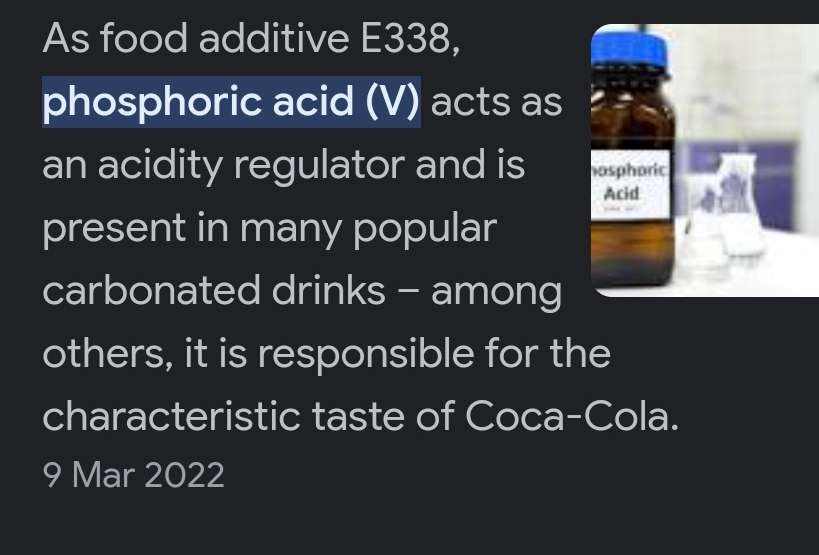 As food additive E338,
phosphoric acid (V) acts as
an acidity regulator and is
present in many popular
carbonated drinks – among
others, it is responsible for the
characteristic taste of Coca-Cola.
9 Mar 2022
hosphoric
Acid